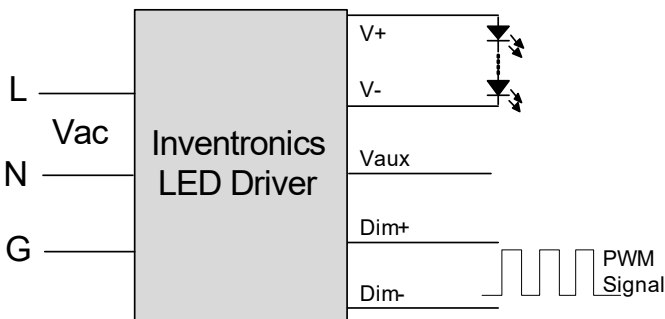 L
Vac
N
G
Inventronics
LED Driver
V+
V-
Vaux
Dim+
Dim-
PWM
Signal